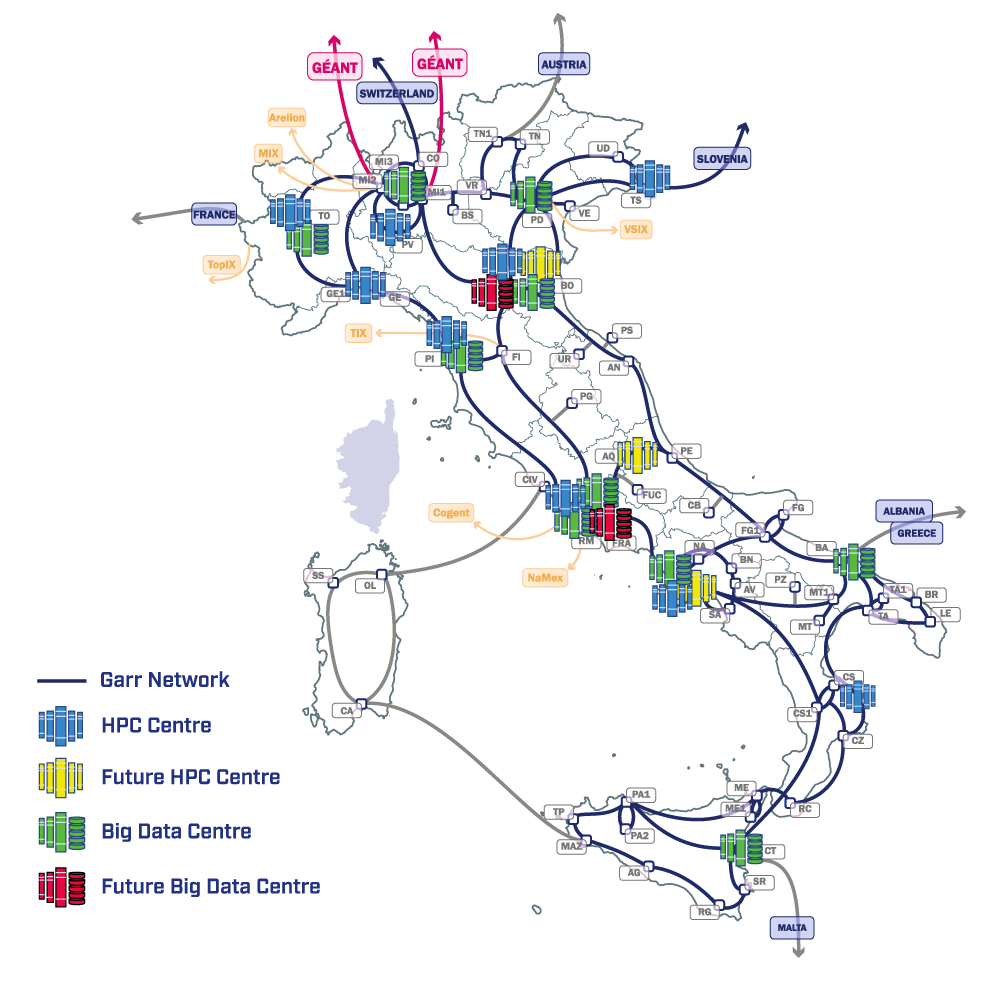 GÉANT
GÉANT
AUSTRIA
SWITZERLAND
Arelion
MIX
TN1
TN
UD
SLOVENIA
MI3
CO
MI2
MI1
VR
BS
PD
VE
TS
VSIX
FRANCE
TO
PV
TopIX
GE1
GE
BO
TIX
PI
FI
UR
PS
AN
PG
AQ
PE
CIV
FUC
CB
Cogent
RM
FRA
NaMex
FG
FG1
BA
ALBANIA
GREECE
NA
BN
AV
SA
PZ
MT1
MT
TA1
TA
BR
LE
SS
OL
CA
CS
CS1
CZ
Garr Network
HPC Centre
Future HPC Centre
Big Data Centre
Future Big Data Centre
TP
PA1
PA2
MAZ
ME
ME1
RC
AG
CT
SR
RG
MALTA